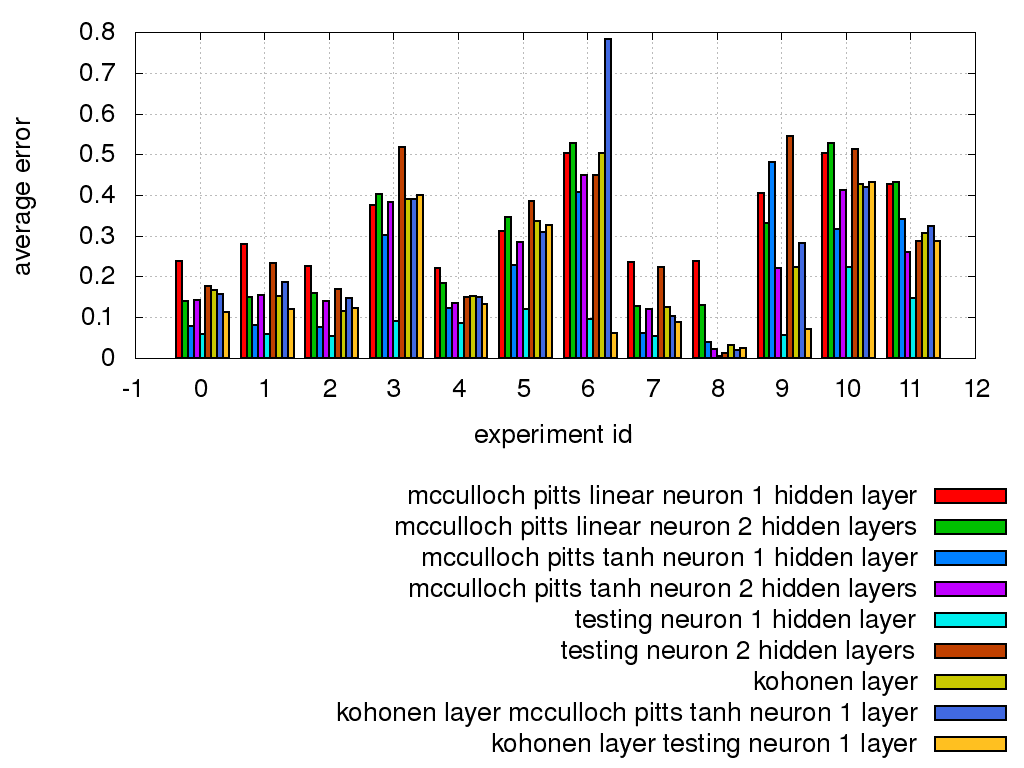 0.8
0.7
0.6
0.5
0.4
0.3
0.2
0.1
0
average error
-1 0 1 2 3 4 5 6 7 8 9 10 11 12
experiment id
mcculloch pitts linear neuron 1 hidden layer
mcculloch pitts linear neuron 2 hidden layers
mcculloch pitts tanh neuron 1 hidden layer
mcculloch pitts tanh neuron 2 hidden layers
testing neuron 1 hidden layer
testing neuron 2 hidden layers
kohonen layer
kohonen layer mcculloch pitts tanh neuron 1 layer
kohonen layer testing neuron 1 layer